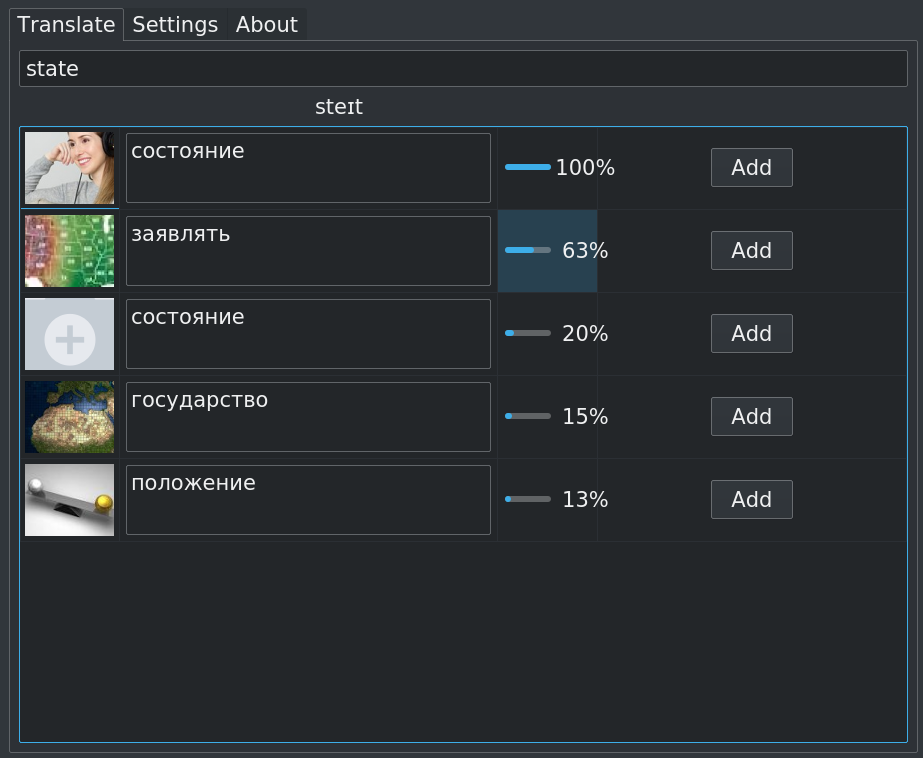 Translate Settings About
state
steɪt
состояние 100% Add
заявлять 63% Add
состояние 20% Add
государство 15% Add
положение 13% Add